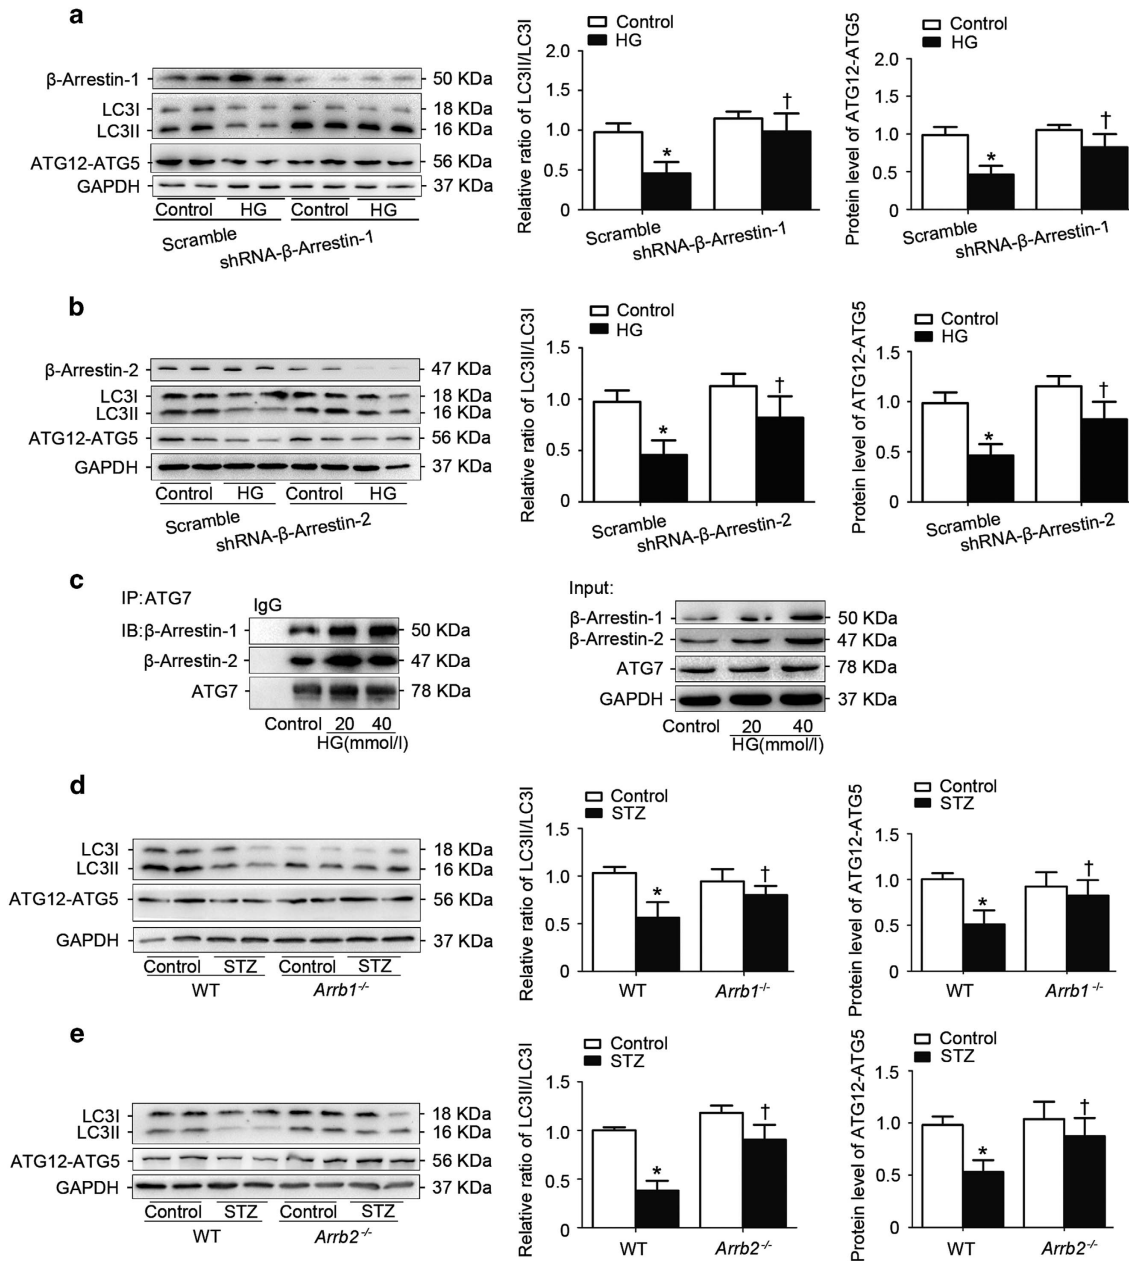 a
β-Arrestin-1
50 KDa
LC3I
18 KDa
LC3II
16 KDa
ATG12-ATG5
56 KDa
GAPDH
37 KDa
Control HG Control HG
Scramble
shRNA-β-Arrestin-1
Control
HG
Relative ratio of LC3II/LC3I
2.0
1.5
1.0
0.5
0
*
†
Scramble
shRNA-β-Arrestin-1
Control
HG
Protein level of ATG12-ATG5
2.0
1.5
1.0
0.5
0
*
†
Scramble
shRNA-β-Arrestin-1
b
β-Arrestin-2
47 KDa
LC3I
18 KDa
LC3II
16 KDa
ATG12-ATG5
56 KDa
GAPDH
37 KDa
Control HG Control HG
Scramble
shRNA-β-Arrestin-2
Control
HG
Relative ratio of LC3II/LC3I
1.5
1.0
0.5
0
*
†
Scramble
shRNA-β-Arrestin-2
Control
HG
Protein level of ATG12-ATG5
1.5
1.0
0.5
0
*
†
Scramble
shRNA-β-Arrestin-2
c
IP:ATG7
IgG
IB:β-Arrestin-1
50 KDa
β-Arrestin-2
47 KDa
ATG7
78 KDa
Control 20 40
HG(mmol/l)
Input:
β-Arrestin-1
50 KDa
β-Arrestin-2
47 KDa
ATG7
78 KDa
GAPDH
37 KDa
Control 20 40
HG(mmol/l)
d
LC3I
18 KDa
LC3II
16 KDa
ATG12-ATG5
56 KDa
GAPDH
37 KDa
Control STZ Control STZ
WT Arrb1-/-
Control
STZ
Relative ratio of LC3II/LC3I
1.5
1.0
0.5
0
*
†
WT Arrb1-/-
Control
STZ
Protein level of ATG12-ATG5
1.5
1.0
0.5
0
*
†
WT Arrb1-/-
e
LC3I
18 KDa
LC3II
16 KDa
ATG12-ATG5
56 KDa
GAPDH
37 KDa
Control STZ Control STZ
WT Arrb2-/-
Control
STZ
Relative ratio of LC3II/LC3I
1.5
1.0
0.5
0
*
†
WT Arrb2-/-
Control
STZ
Protein level of ATG12-ATG5
1.5
1.0
0.5
0
*
†
WT Arrb2-/-